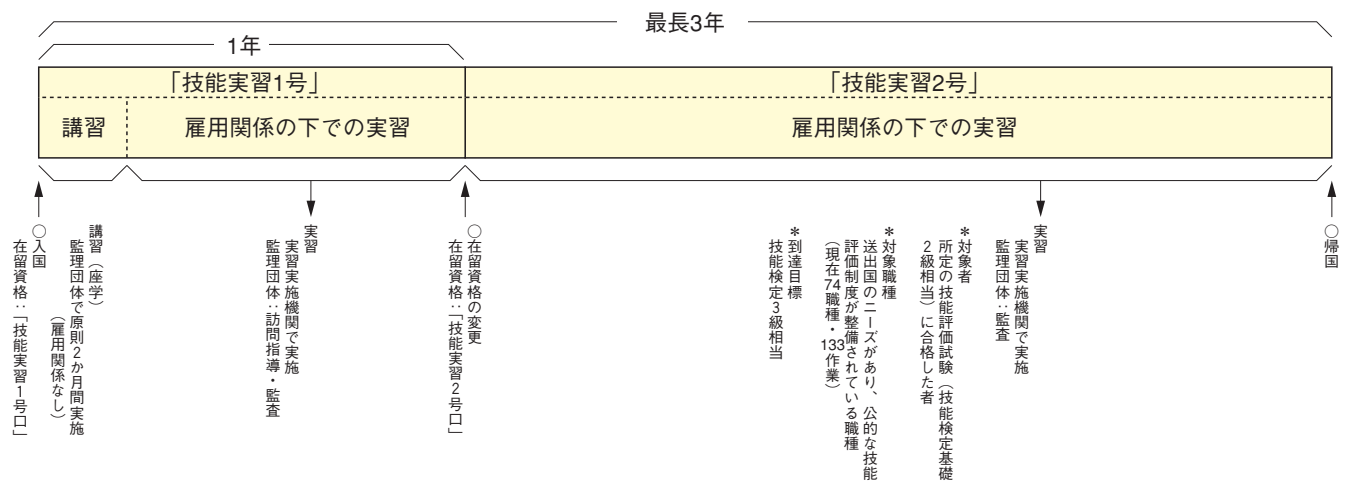 最長3年
1年
「技能実習1号」
「技能実習2号」
講習
雇用関係の下での実習
雇用関係の下での実習
○入国
在留資格：「技能実習1号ロ」
講習（座学）
監理団体で原則2か月間実施
（雇用関係なし）
実習
実習実施機関で実施
監理団体：訪問指導・監査
○在留資格の変更
在留資格：「技能実習2号ロ」
実習
実習実施機関で実施
監理団体：監査
＊対象者
所定の技能評価試験（技能検定基礎
2級相当）に合格した者
＊対象職種
送出国のニーズがあり、公的な技能
評価制度が整備されている職種
（現在74職種・133作業）
＊到達目標
技能検定3級相当
○帰国